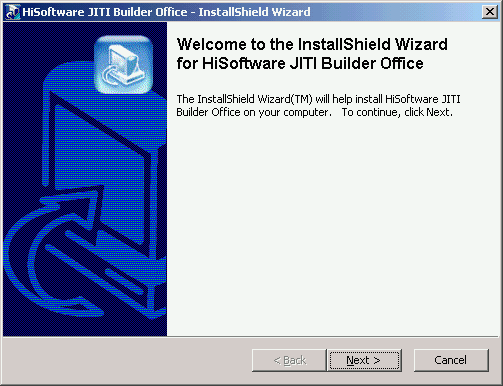 HiSoftware JITI Builder Office - InstallShield Wizard
Welcome to the InstallShield Wizard
for HiSoftware JITI Builder Office
The InstallShield Wizard(TM) will help install HiSoftware JITI
Builder Office on your computer. To continue, click Next.
< Back
Next >
Cancel